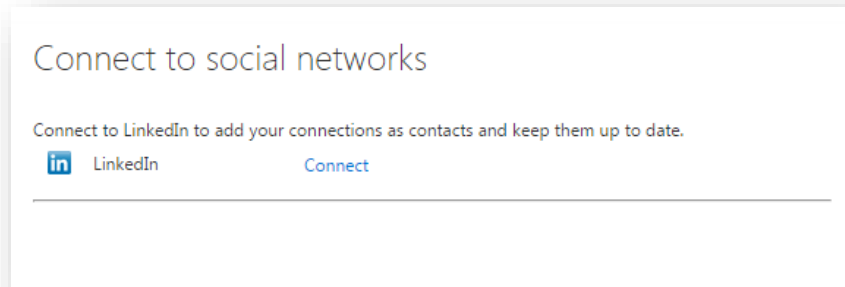 Connect to social networks
Connect to LinkedIn to add your connections as contacts and keep them up to date.
in LinkedIn Connect